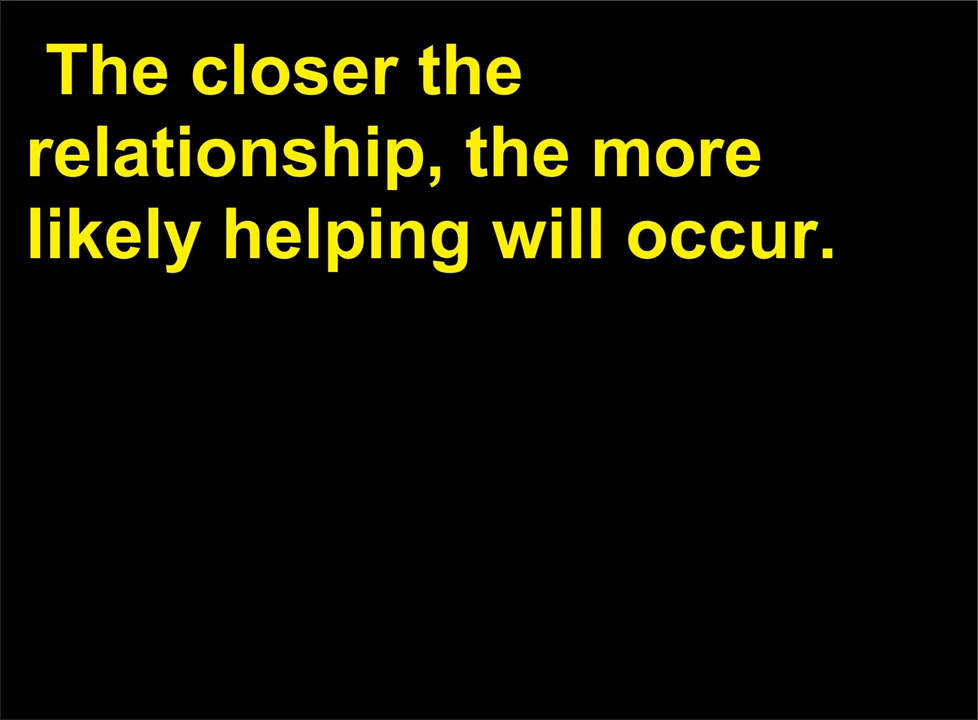 The closer the
relationship, the more
likely helping will occur.